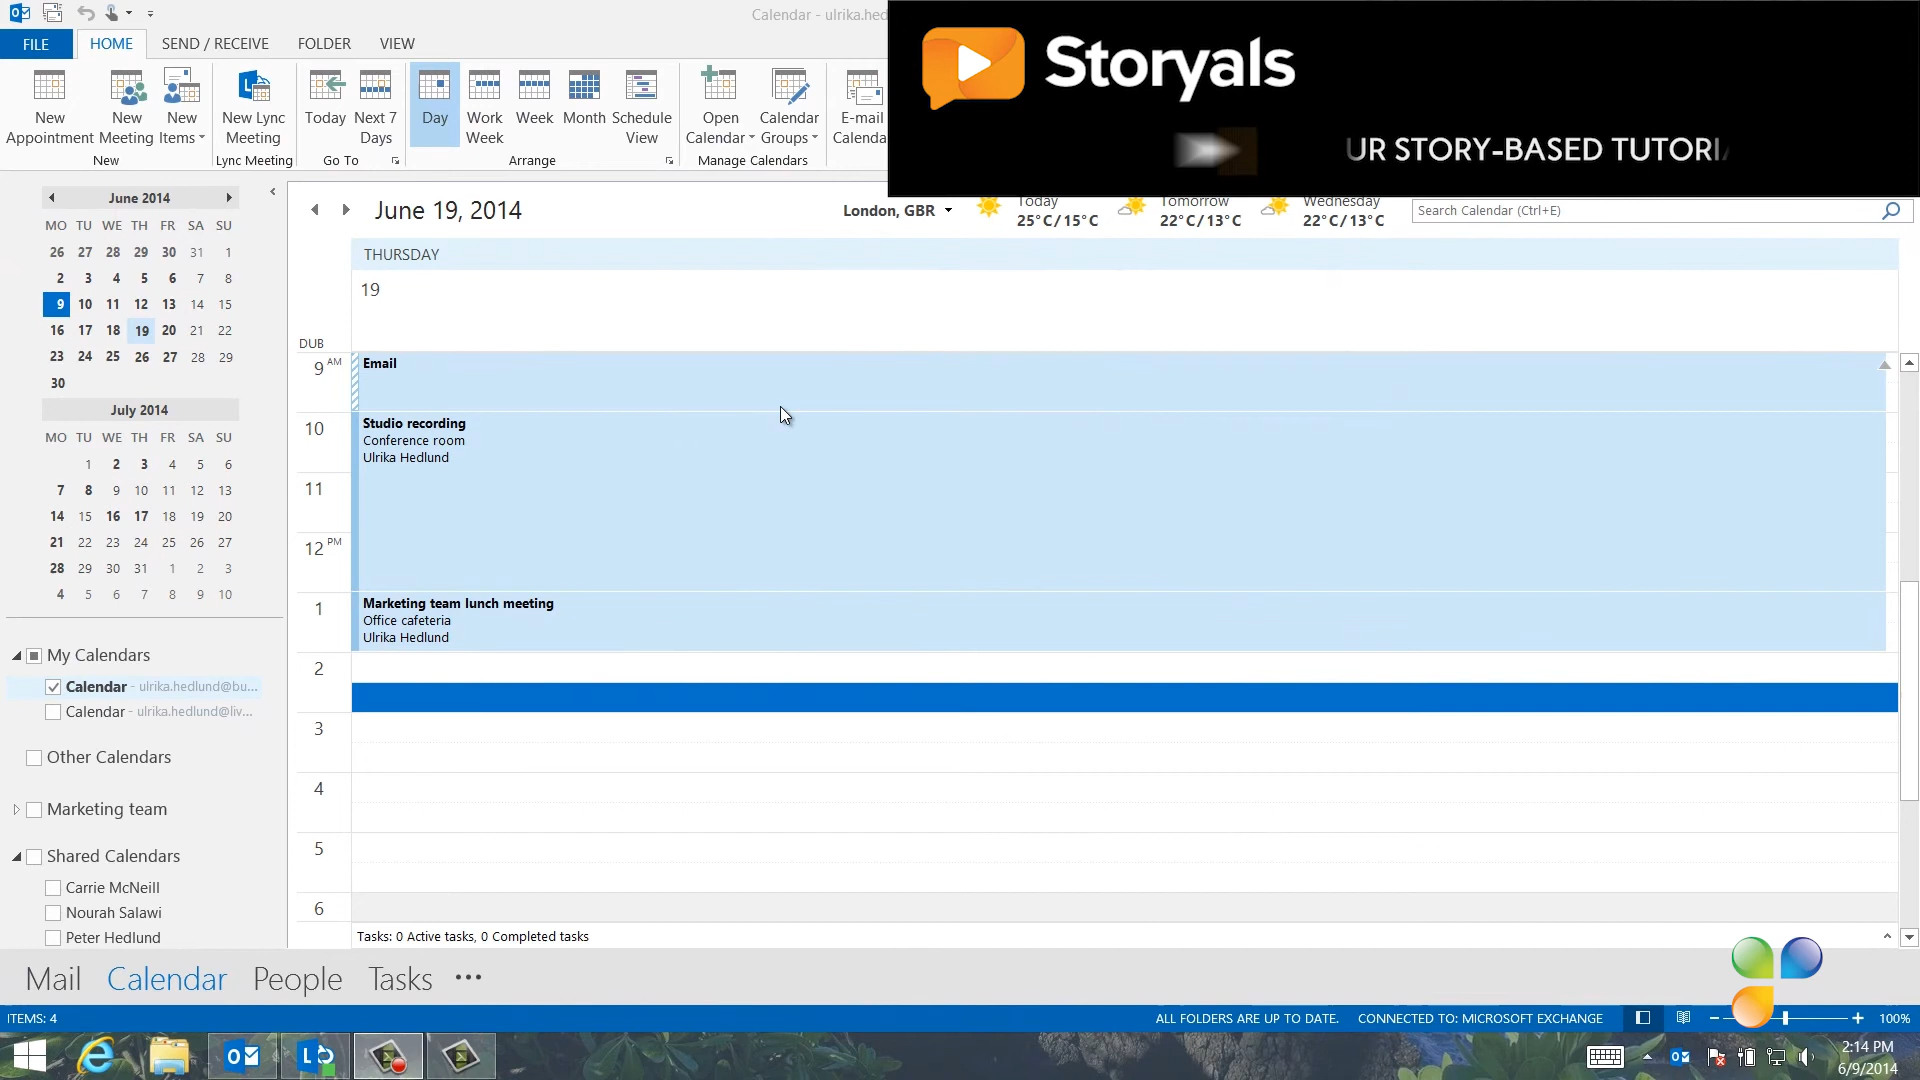 Calendar - ulrika.hed
FILE
HOME
SEND / RECEIVE
FOLDER
VIEW
Storyals
UR STORY-BASED TUTORI
New Appointment
New Meeting
New Items
New Lync Meeting
Today
Next 7 Days
Day
Work Week
Week
Month
Schedule View
Open Calendar
Calendar Groups
E-mail Calenda
New
Lync Meeting
Go To
Arrange
Manage Calendars
June 2014
MO TU WE TH FR SA SU
26 27 28 29 30 31 1
2 3 4 5 6 7 8
9 10 11 12 13 14 15
16 17 18 19 20 21 22
23 24 25 26 27 28 29
30
July 2014
MO TU WE TH FR SA SU
1 2 3 4 5 6
7 8 9 10 11 12 13
14 15 16 17 18 19 20
21 22 23 24 25 26 27
28 29 30 31 1 2 3
4 5 6 7 8 9 10
My Calendars
Calendar - ulrika.hedlund@bu...
Calendar - ulrika.hedlund@liv...
Other Calendars
Marketing team
Shared Calendars
Carrie McNeill
Nourah Salawi
Peter Hedlund
June 19, 2014
London, GBR
Today
25°C/15°C
Tomorrow
22°C/13°C
Wednesday
22°C/13°C
Search Calendar (Ctrl+E)
THURSDAY
19
DUB
9 AM
Email
10
Studio recording
Conference room
Ulrika Hedlund
11
12 PM
1
Marketing team lunch meeting
Office cafeteria
Ulrika Hedlund
2
3
4
5
6
Tasks: 0 Active tasks, 0 Completed tasks
Mail Calendar People Tasks •••
ITEMS: 4
ALL FOLDERS ARE UP TO DATE.
CONNECTED TO: MICROSOFT EXCHANGE
100%
2:14 PM
6/9/2014